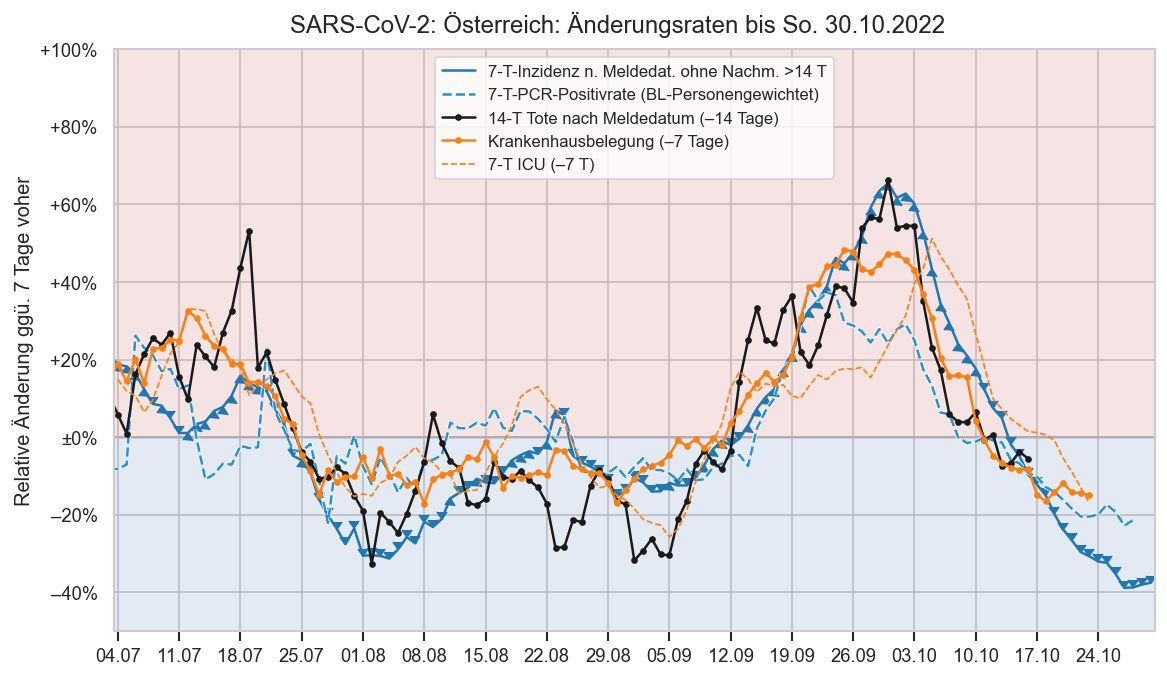 SARS-CoV-2: Österreich: Änderungsraten bis So. 30.10.2022
Relative Änderung ggü. 7 Tage voher
+100%
+80%
+60%
+40%
+20%
±0%
–20%
–40%
7-T-Inzidenz n. Meldedat. ohne Nachm. >14 T
7-T-PCR-Positivrate (BL-Personengewichtet)
14-T Tote nach Meldedatum (–14 Tage)
Krankenhausbelegung (–7 Tage)
7-T ICU (–7 T)
04.07 11.07 18.07 25.07 01.08 08.08 15.08 22.08 29.08 05.09 12.09 19.09 26.09 03.10 10.10 17.10 24.10